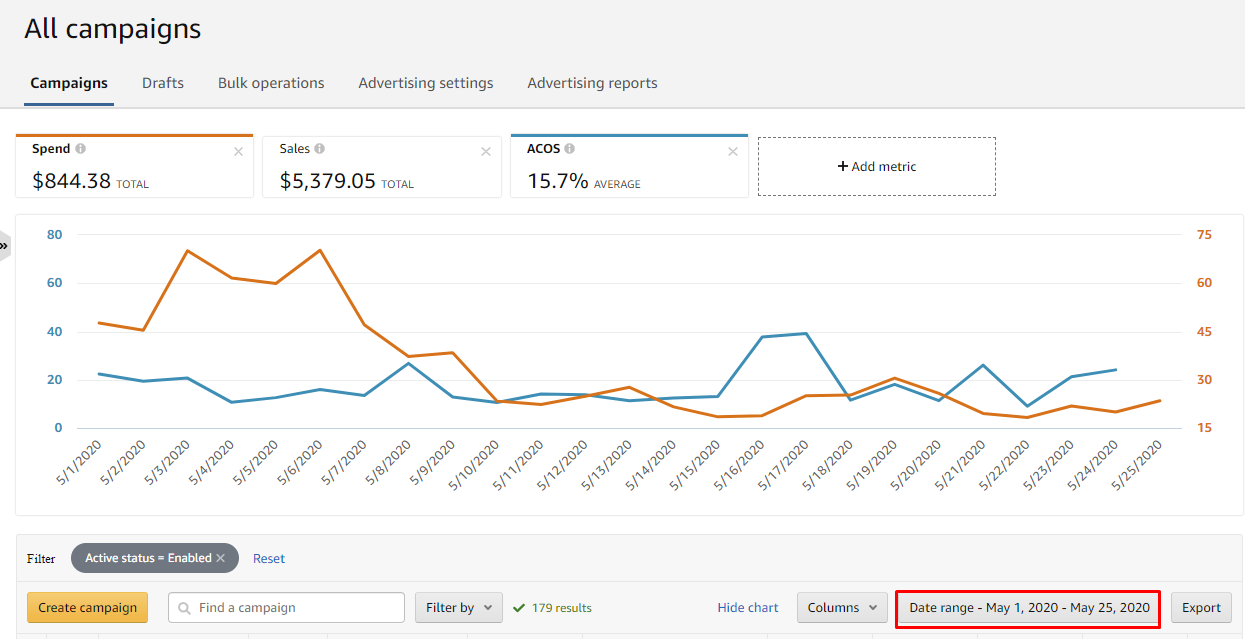 All campaigns
Campaigns Drafts Bulk operations Advertising settings Advertising reports
Spend Sales ACOS
$844.38 TOTAL $5,379.05 TOTAL 15.7% AVERAGE + Add metric
»
80 75
60 60
40 45
20 30
0 15
5/1/2020 5/2/2020 5/3/2020 5/4/2020 5/5/2020 5/6/2020 5/7/2020 5/8/2020 5/9/2020 5/10/2020 5/11/2020 5/12/2020 5/13/2020 5/14/2020 5/15/2020 5/16/2020 5/17/2020 5/18/2020 5/19/2020 5/20/2020 5/21/2020 5/22/2020 5/23/2020 5/24/2020 5/25/2020
Filter Active status = Enabled Reset
Create campaign Find a campaign Filter by 179 results Hide chart Columns Date range - May 1, 2020 - May 25, 2020 Export